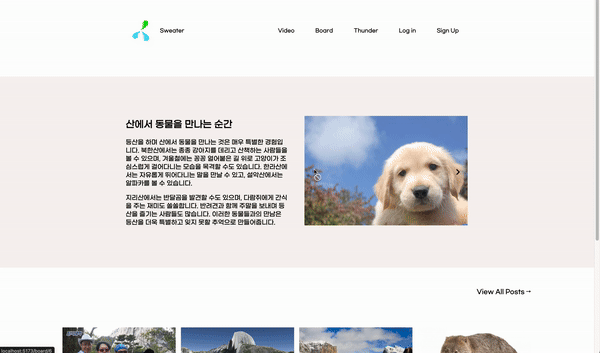 Sweater
Video
Board
Thunder
Log in
Sign Up
산에서 동물을 만나는 순간
등산을 하며 산에서 동물을 만나는 것은 매우 특별한 경험입
니다. 북한산에서는 종종 강아지를 데리고 산책하는 사람들을
볼 수 있으며, 겨울철에는 꽁꽁 얼어붙은 길 위로 고양이가 조
심스럽게 걸어다니는 모습을 목격할 수도 있습니다. 한라산에
서는 자유롭게 뛰어다니는 말을 만날 수 있고, 설악산에서는
알파카를 볼 수 있습니다.
지리산에서는 반달곰을 발견할 수도 있으며, 다람쥐에게 간식
을 주는 재미도 쏠쏠합니다. 반려견과 함께 주말을 보내며 등
산을 즐기는 사람들도 많습니다. 이러한 동물들과의 만남은
등산을 더욱 특별하고 잊지 못할 추억으로 만들어줍니다.
View All Posts →
localhost:5173/board/6